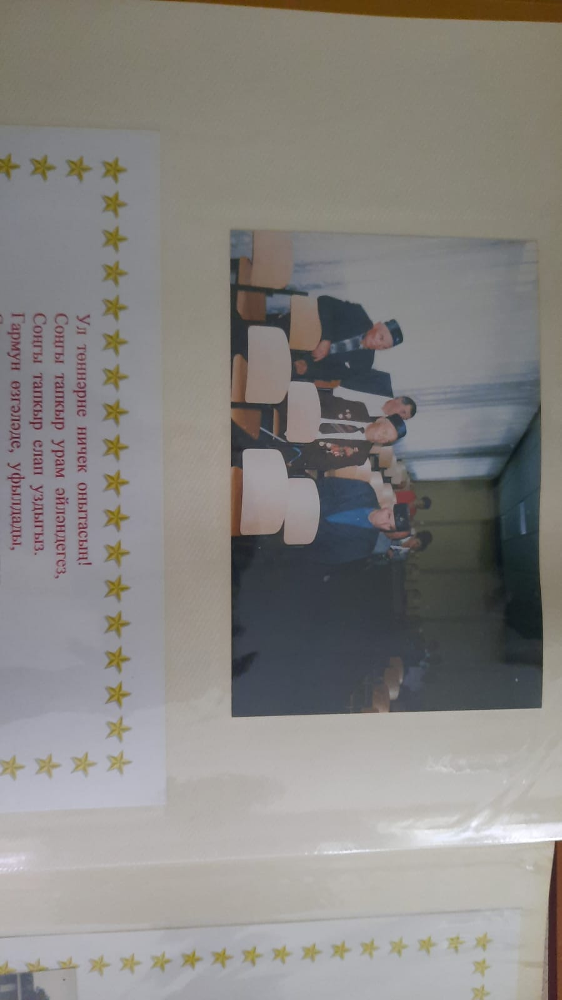 Ул төннәрне ничек онытасың!
Соңгы тапкыр урам әйләндегез,
Соңгы тапкыр елап уздыгыз.
Гармун өзгәләде, уфылдады,